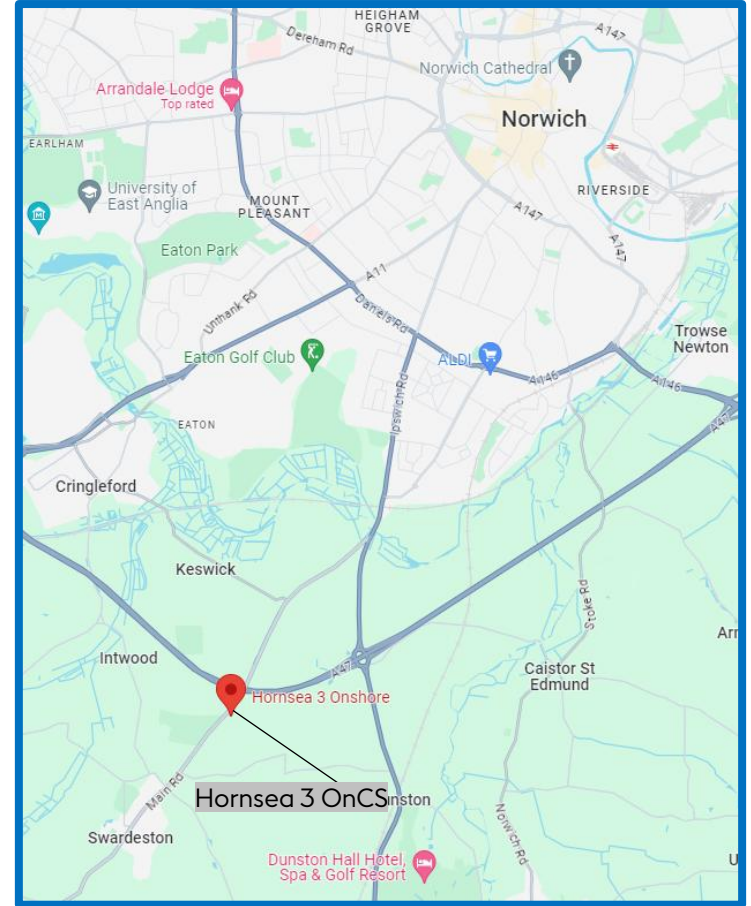 HEIGHAM
GROVE
A147
Dereham Rd
Norwich Cathedral
Arrandale Lodge
Top rated
Norwich
EARLHAM
University of
East Anglia
RIVERSIDE
MOUNT
PLEASANT
A147
A147
Eaton Park
A11
Unthank Rd
Daniels Rd
Trowse
Newton
Eaton Golf Club
ALDI
A146
A146
Ipswich Rd
A47
EATON
Cringleford
Keswick
Stoke Rd
Arr
Intwood
A47
Caistor St
Edmund
Hornsea 3 Onshore
Main Rd
Hornsea 3 OnCS
nston
Norwich Rd
Swardeston
Dunston Hall Hotel,
Spa & Golf Resort
U